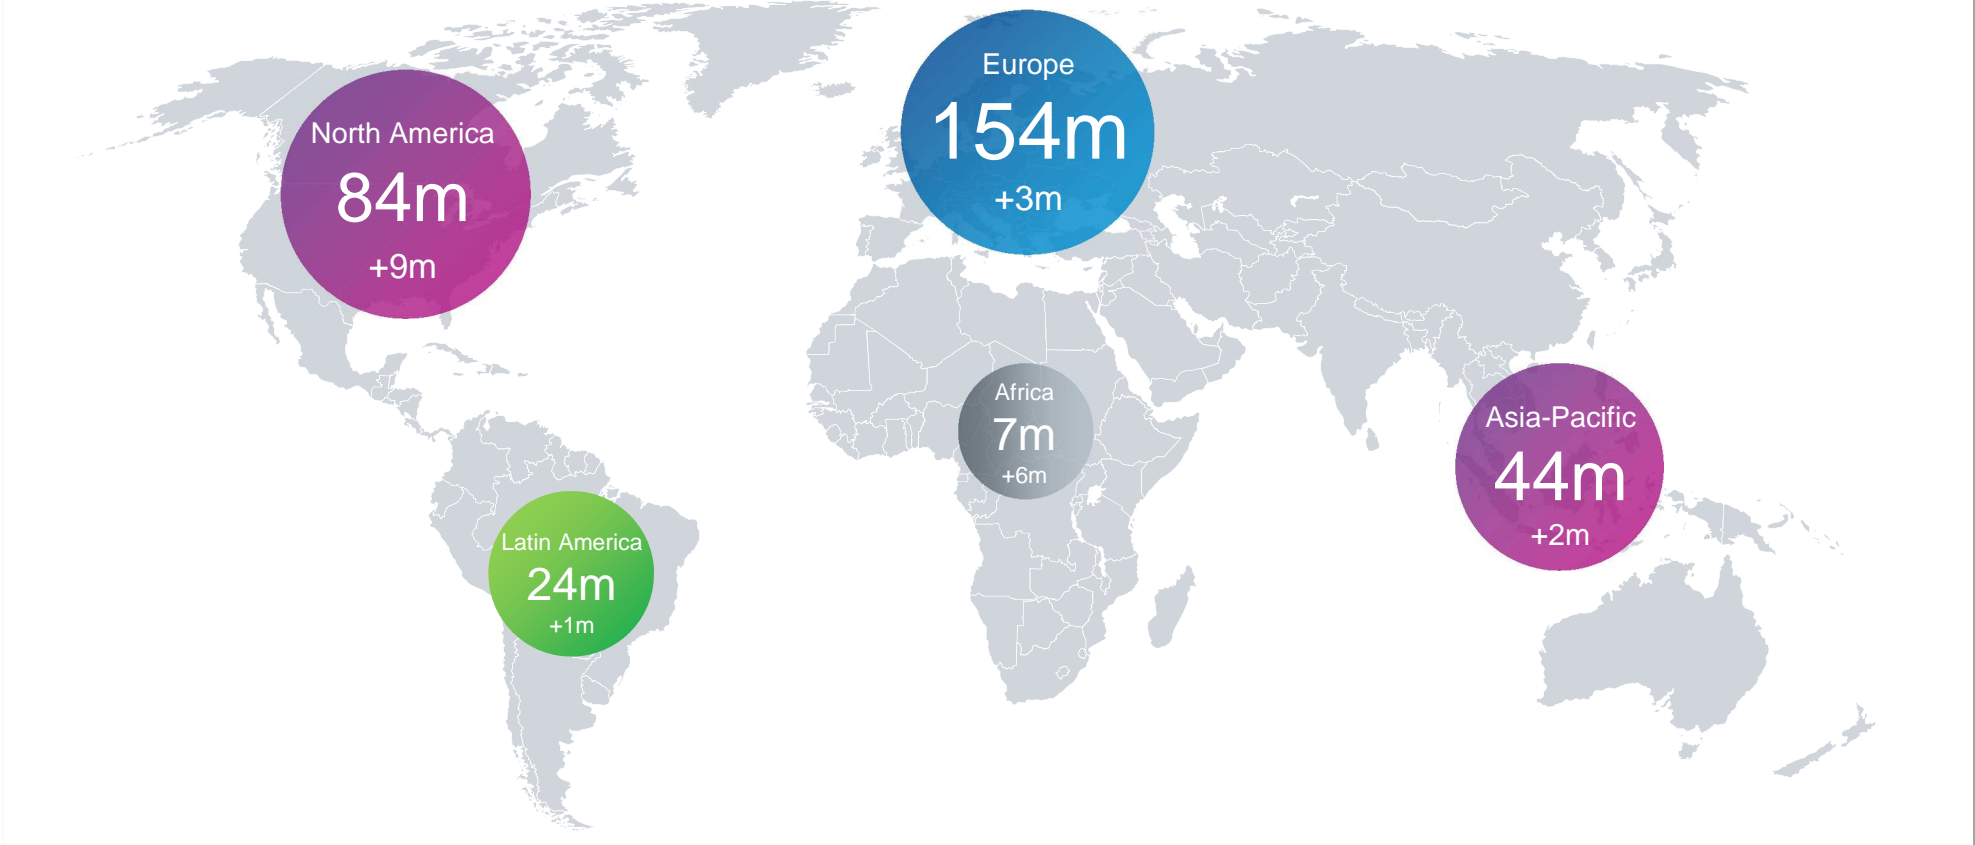 North America
84m
+9m
Europe
154m
+3m
Africa
7m
+6m
Asia-Pacific
44m
+2m
Latin America
24m
+1m